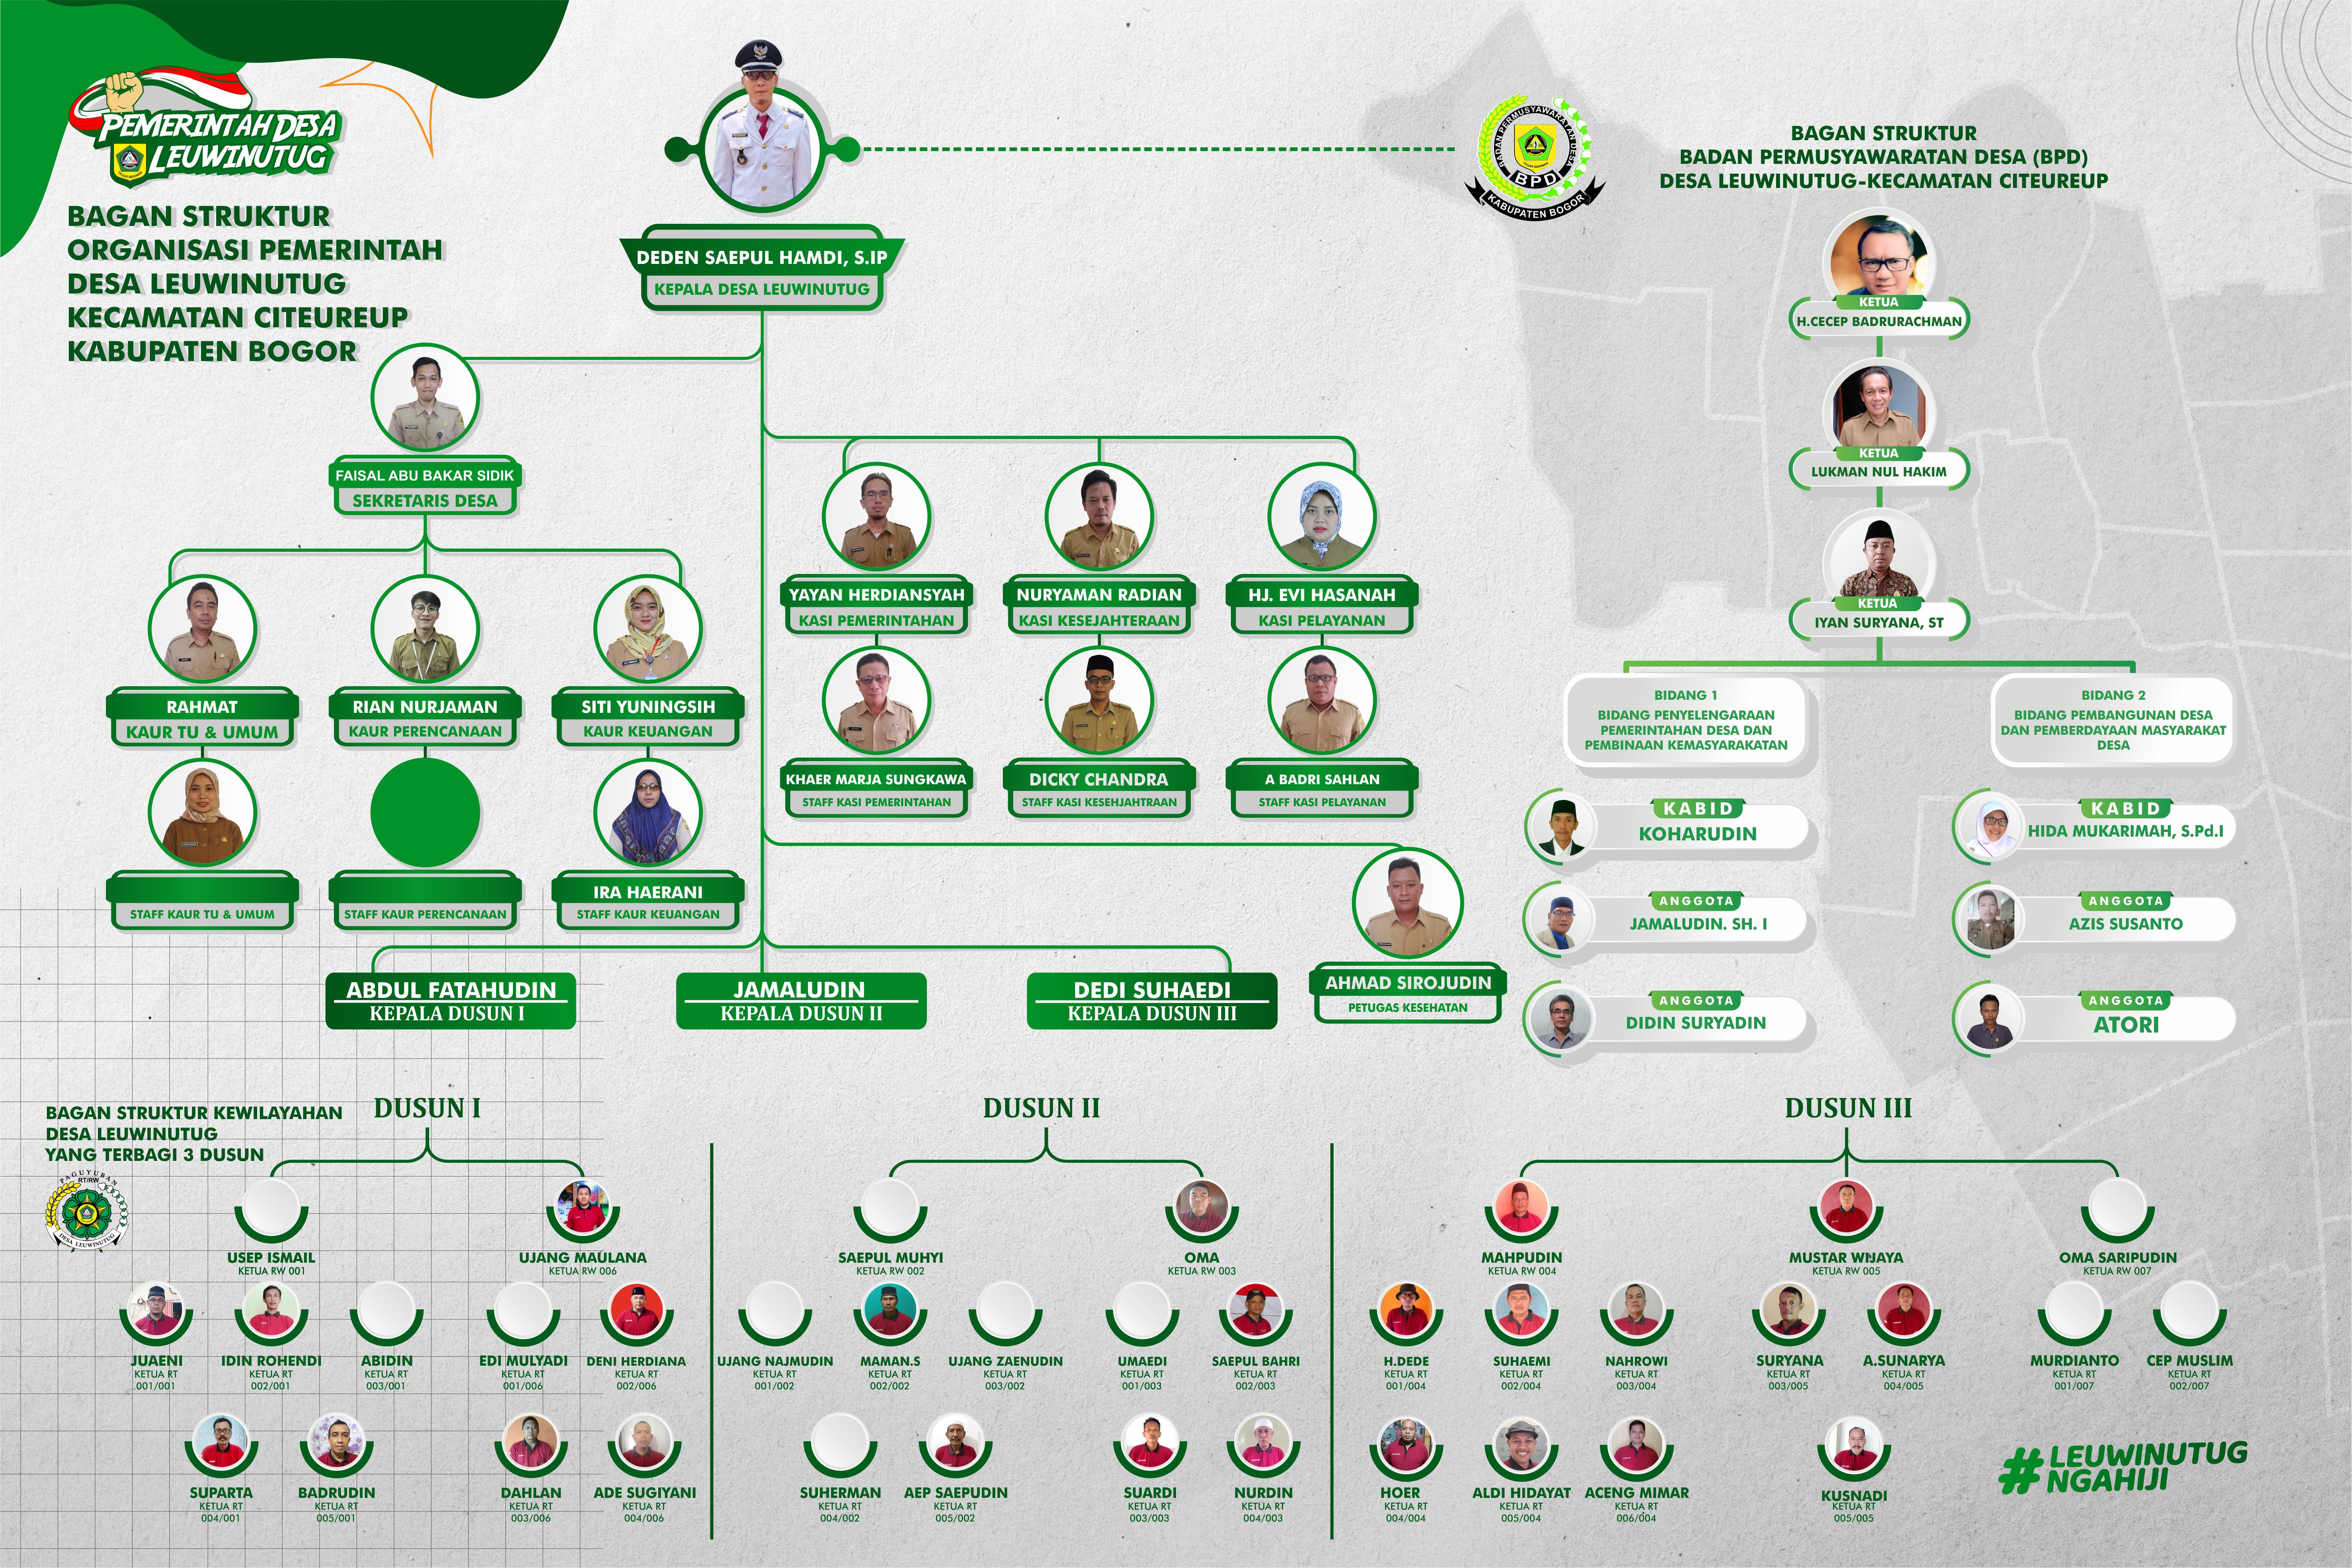 PEMERINTAH DESA
LEUWINUTUG
BAGAN STRUKTUR
ORGANISASI PEMERINTAH
DESA LEUWINUTUG
KECAMATAN CITEUREUP
KABUPATEN BOGOR
DEDEN SAEPUL HAMDI, S.IP
KEPALA DESA LEUWINUTUG
FAISAL ABU BAKAR SIDIK
SEKRETARIS DESA
RAHMAT
KAUR TU & UMUM
RIAN NURJAMAN
KAUR PERENCANAAN
SITI YUNINGSIH
KAUR KEUANGAN
STAFF KAUR TU & UMUM
STAFF KAUR PERENCANAAN
IRA HAERANI
STAFF KAUR KEUANGAN
YAYAN HERDIANSYAH
KASI PEMERINTAHAN
NURYAMAN RADIAN
KASI KESEJAHTERAAN
HJ. EVI HASANAH
KASI PELAYANAN
KHAER MARJA SUNGKAWA
STAFF KASI PEMERINTAHAN
DICKY CHANDRA
STAFF KASI KESEHJAHTRAAN
A BADRI SAHLAN
STAFF KASI PELAYANAN
AHMAD SIROJUDIN
PETUGAS KESEHATAN
ABDUL FATAHUDIN
KEPALA DUSUN I
JAMALUDIN
KEPALA DUSUN II
DEDI SUHAEDI
KEPALA DUSUN III
BADAN PERMUSYAWARATAN DESA
BPD
KABUPATEN BOGOR
BAGAN STRUKTUR
BADAN PERMUSYAWARATAN DESA (BPD)
DESA LEUWINUTUG-KECAMATAN CITEUREUP
KETUA
H.CECEP BADRURACHMAN
KETUA
LUKMAN NUL HAKIM
KETUA
IYAN SURYANA, ST
BIDANG 1
BIDANG PENYELENGARAAN
PEMERINTAHAN DESA DAN
PEMBINAAN KEMASYARAKATAN
KABID
KOHARUDIN
ANGGOTA
JAMALUDIN. SH. I
ANGGOTA
DIDIN SURYADIN
BIDANG 2
BIDANG PEMBANGUNAN DESA
DAN PEMBERDAYAAN MASYARAKAT
DESA
KABID
HIDA MUKARIMAH, S.Pd.I
ANGGOTA
AZIS SUSANTO
ANGGOTA
ATORI
BAGAN STRUKTUR KEWILAYAHAN
DESA LEUWINUTUG
YANG TERBAGI 3 DUSUN
PAGUYUBAN
RT/RW
DESA LEUWINUTUG
DUSUN I
USEP ISMAIL
KETUA RW 001
UJANG MAULANA
KETUA RW 006
JUAENI
KETUA RT
001/001
IDIN ROHENDI
KETUA RT
002/001
ABIDIN
KETUA RT
003/001
EDI MULYADI
KETUA RT
001/006
DENI HERDIANA
KETUA RT
002/006
SUPARTA
KETUA RT
004/001
BADRUDIN
KETUA RT
005/001
DAHLAN
KETUA RT
003/006
ADE SUGIYANI
KETUA RT
004/006
DUSUN II
SAEPUL MUHYI
KETUA RW 002
OMA
KETUA RW 003
UJANG NAJMUDIN
KETUA RT
001/002
MAMAN.S
KETUA RT
002/002
UJANG ZAENUDIN
KETUA RT
003/002
UMAEDI
KETUA RT
001/003
SAEPUL BAHRI
KETUA RT
002/003
SUHERMAN
KETUA RT
004/002
AEP SAEPUDIN
KETUA RT
005/002
SUARDI
KETUA RT
003/003
NURDIN
KETUA RT
004/003
DUSUN III
MAHPUDIN
KETUA RW 004
MUSTAR WIJAYA
KETUA RW 005
OMA SARIPUDIN
KETUA RW 007
H.DEDE
KETUA RT
001/004
SUHAEMI
KETUA RT
002/004
NAHROWI
KETUA RT
003/004
SURYANA
KETUA RT
003/005
A.SUNARYA
KETUA RT
004/005
MURDIANTO
KETUA RT
001/007
CEP MUSLIM
KETUA RT
002/007
HOER
KETUA RT
004/004
ALDI HIDAYAT
KETUA RT
005/004
ACENG MIMAR
KETUA RT
006/004
KUSNADI
KETUA RT
005/005
#LEUWINUTUG
NGAHIJI